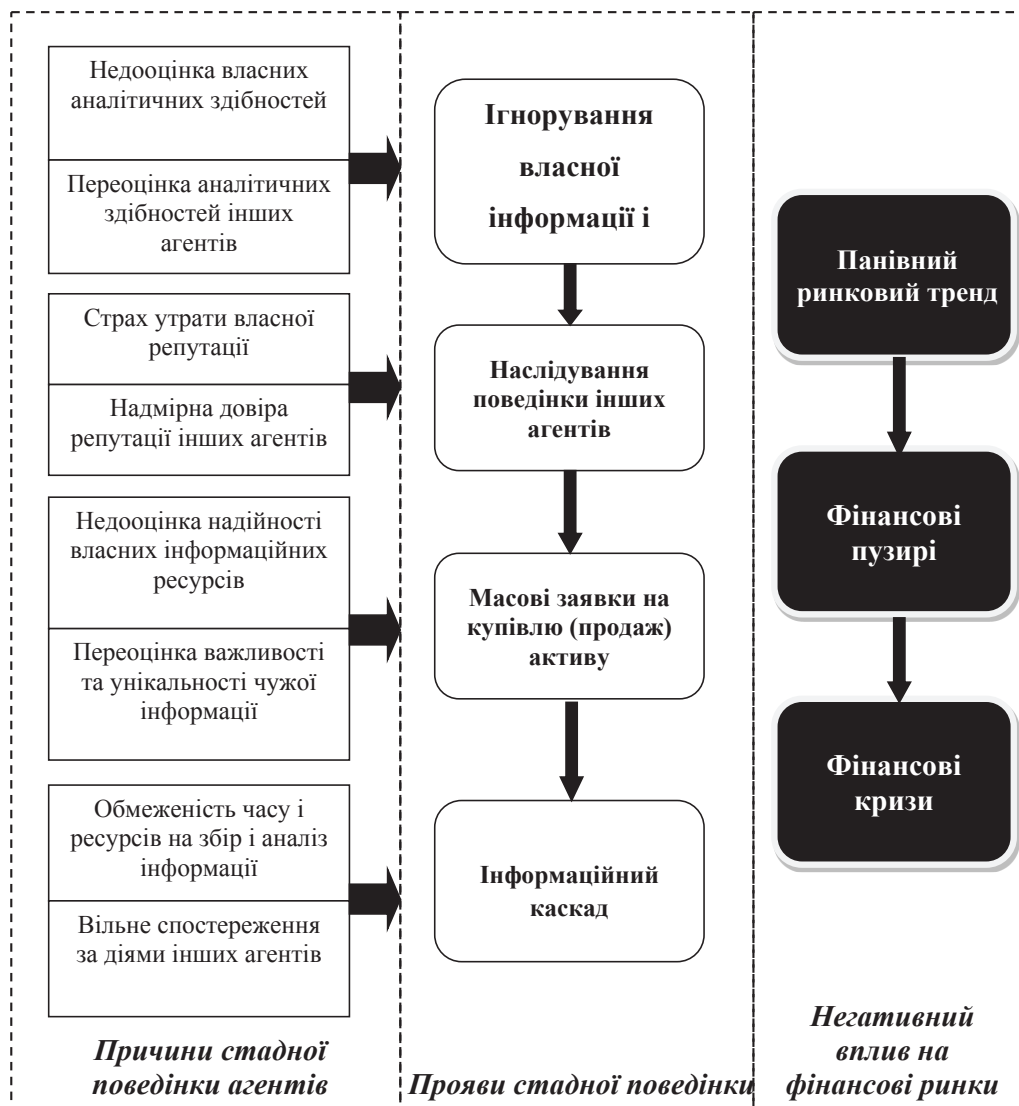 Недооцінка власних
аналітичних здібностей
Переоцінка аналітичних
здібностей інших
агентів
Страх утрати власної
репутації
Надмірна довіра
репутації інших агентів
Недооцінка надійності
власних інформаційних
ресурсів
Переоцінка важливості
та унікальності чужої
інформації
Обмеженість часу і
ресурсів на збір і аналіз
інформації
Вільне спостереження
за діями інших агентів
Причини стадної
поведінки агентів
Ігнорування
власної
інформації і
Наслідування
поведінки інших
агентів
Масові заявки на
купівлю (продаж)
активу
Інформаційний
каскад
Прояви стадної поведінки
Панівний
ринковий тренд
Фінансові
пузирі
Фінансові
кризи
Негативний
вплив на
фінансові ринки